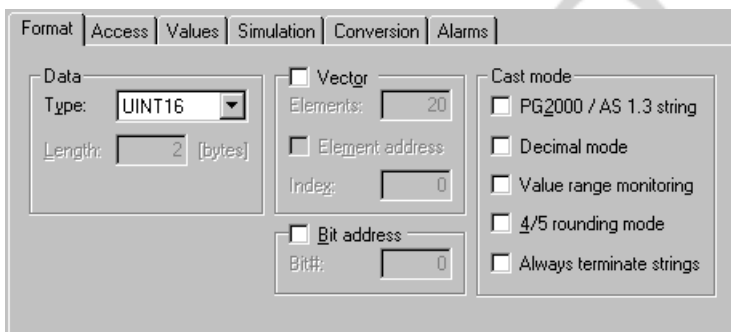 Format Access Values Simulation Conversion Alarms
Data
Type: UINT16
Length: 2 [bytes]
Vector
Elements: 20
Element address
Index: 0
Bit address
Bit#: 0
Cast mode
PG2000 / AS 1.3 string
Decimal mode
Value range monitoring
4/5 rounding mode
Always terminate strings